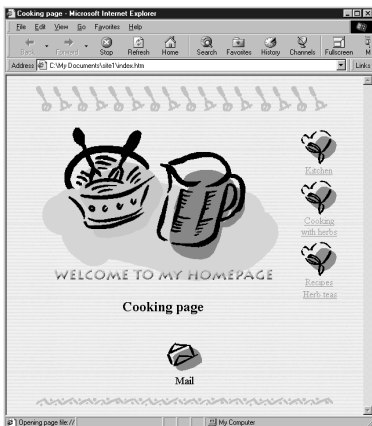 Cooking page - Microsoft Internet Explorer
File Edit View Go Favorites Help
Back Forward Stop Refresh Home Search Favorites History Channels Fullscreen M
Address C:\My Documents\site1\index.htm Links
Kitchen
Cooking
with herbs
Recipes
Herb teas
WELCOME TO MY HOMEPAGE
Cooking page
Mail
Opening page file:// My Computer